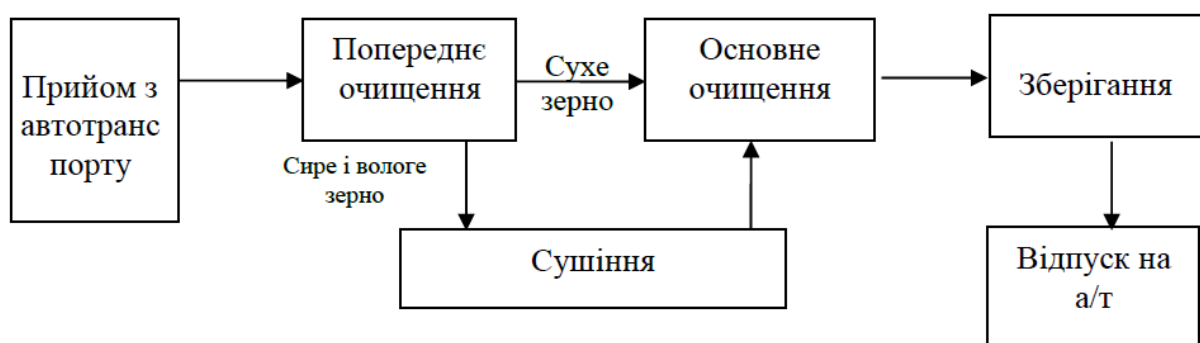 Прийом з
автотранс
порту
Попереднє
очищення
Сухе
зерно
Основне
очищення
Зберігання
Сире і вологе
зерно
Сушіння
Відпуск на
а/т